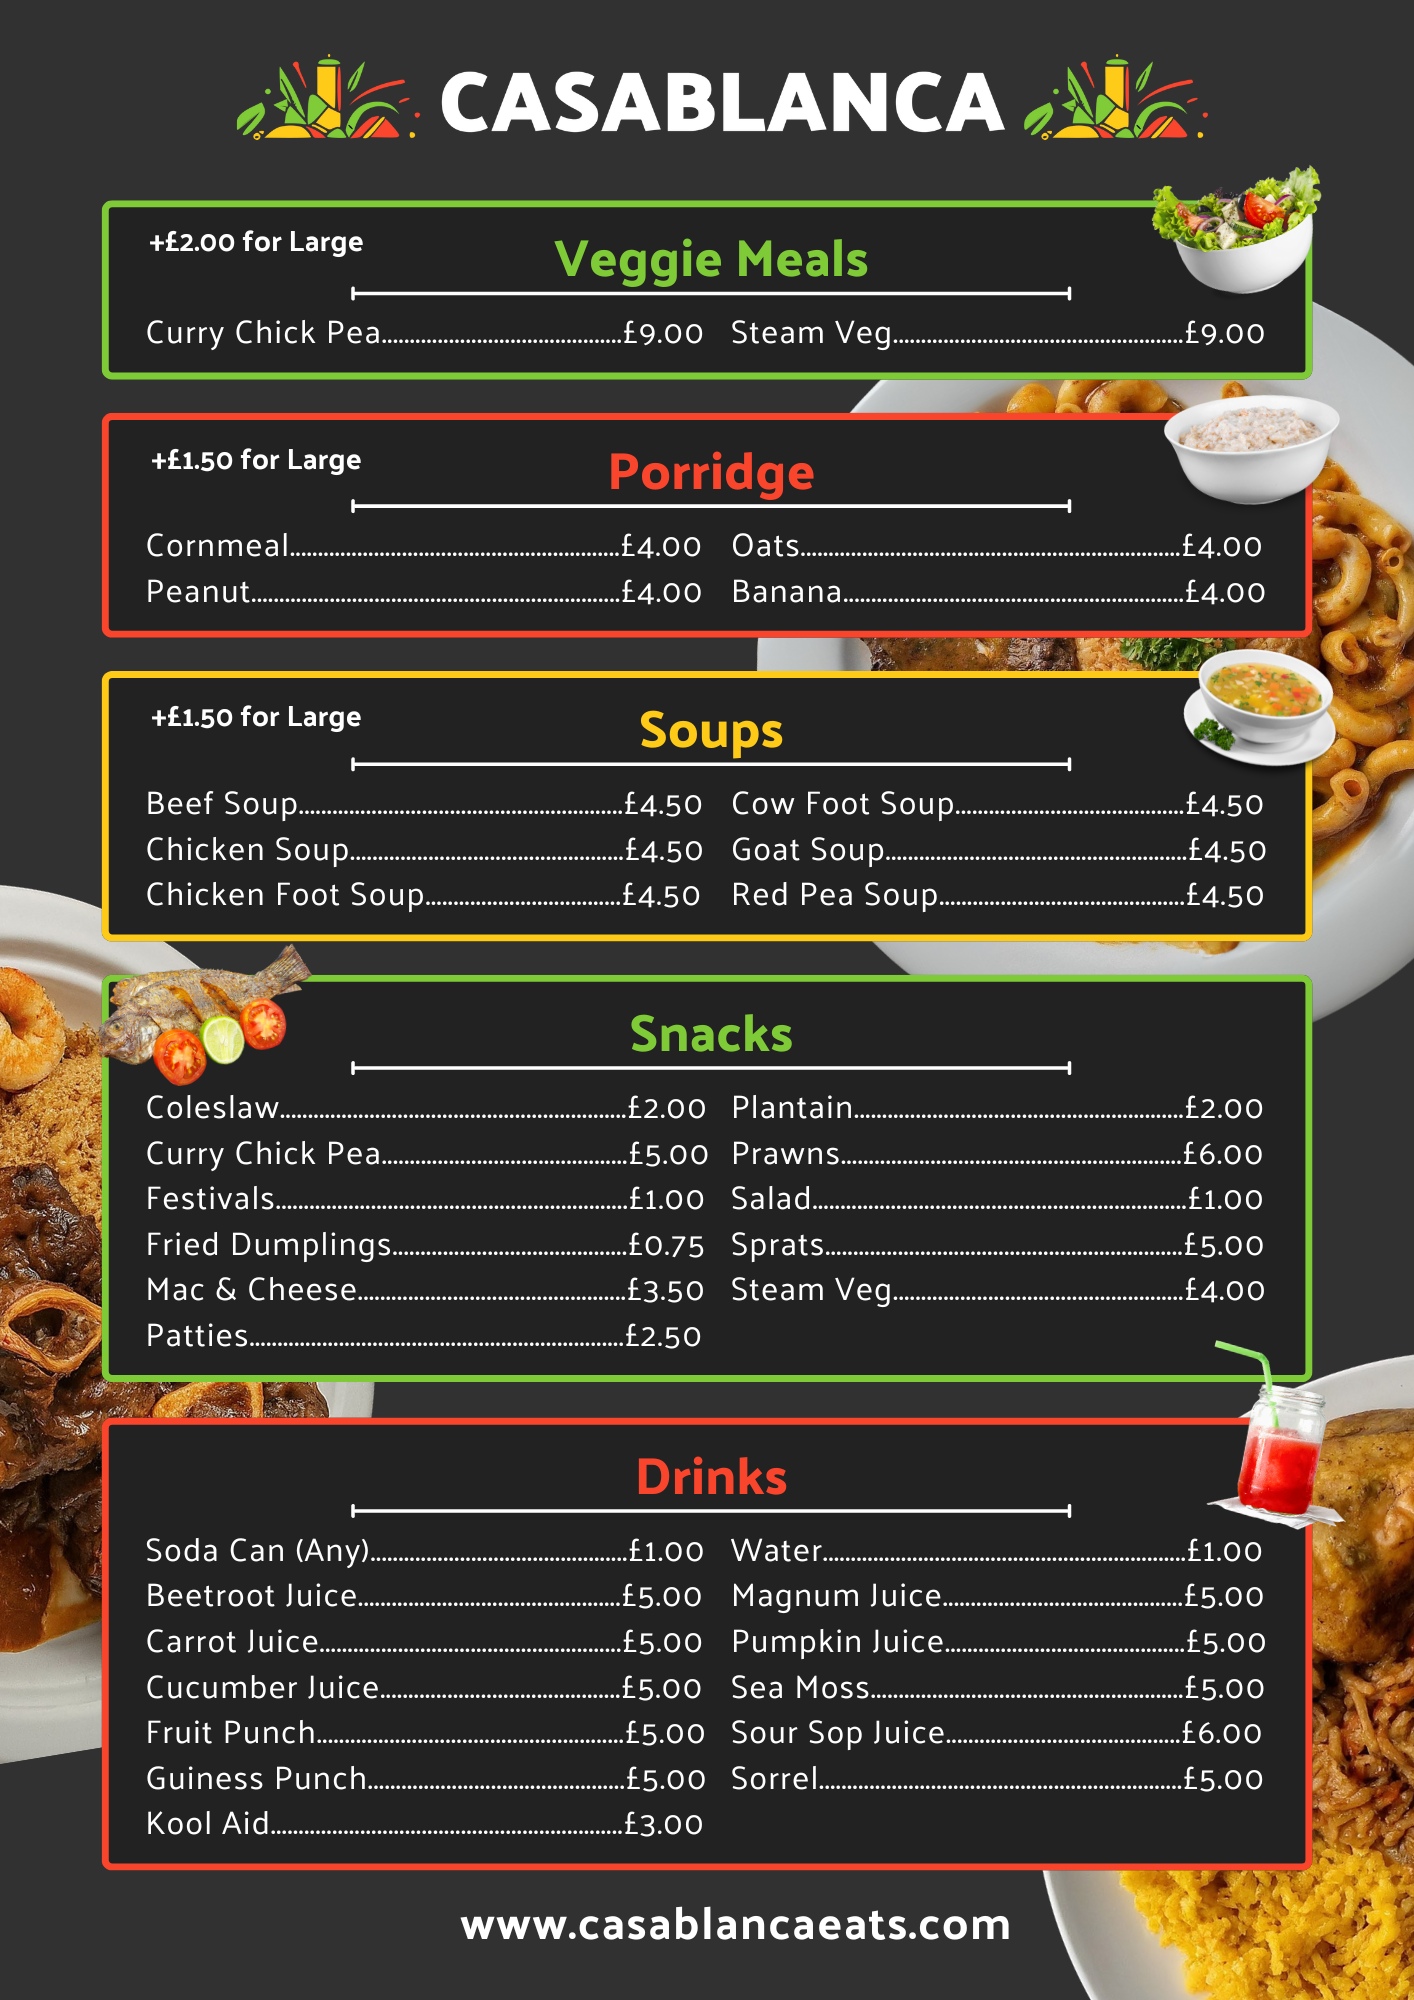 CASABLANCA
+£2.00 for Large
Veggie Meals
Curry Chick Pea.....£9.00 Steam Veg.....£9.00
+£1.50 for Large
Porridge
Cornmeal.....£4.00 Oats.....£4.00
Peanut.....£4.00 Banana.....£4.00
+£1.50 for Large
Soups
Beef Soup.....£4.50 Cow Foot Soup.....£4.50
Chicken Soup.....£4.50 Goat Soup.....£4.50
Chicken Foot Soup.....£4.50 Red Pea Soup.....£4.50
Snacks
Coleslaw.....£2.00 Plantain.....£2.00
Curry Chick Pea.....£5.00 Prawns.....£6.00
Festivals.....£1.00 Salad.....£1.00
Fried Dumplings.....£0.75 Sprats.....£5.00
Mac & Cheese.....£3.50 Steam Veg.....£4.00
Patties.....£2.50
Drinks
Soda Can (Any).....£1.00 Water.....£1.00
Beetroot Juice.....£5.00 Magnum Juice.....£5.00
Carrot Juice.....£5.00 Pumpkin Juice.....£5.00
Cucumber Juice.....£5.00 Sea Moss.....£5.00
Fruit Punch.....£5.00 Sour Sop Juice.....£6.00
Guiness Punch.....£5.00 Sorrel.....£5.00
Kool Aid.....£3.00
www.casablancaeats.com